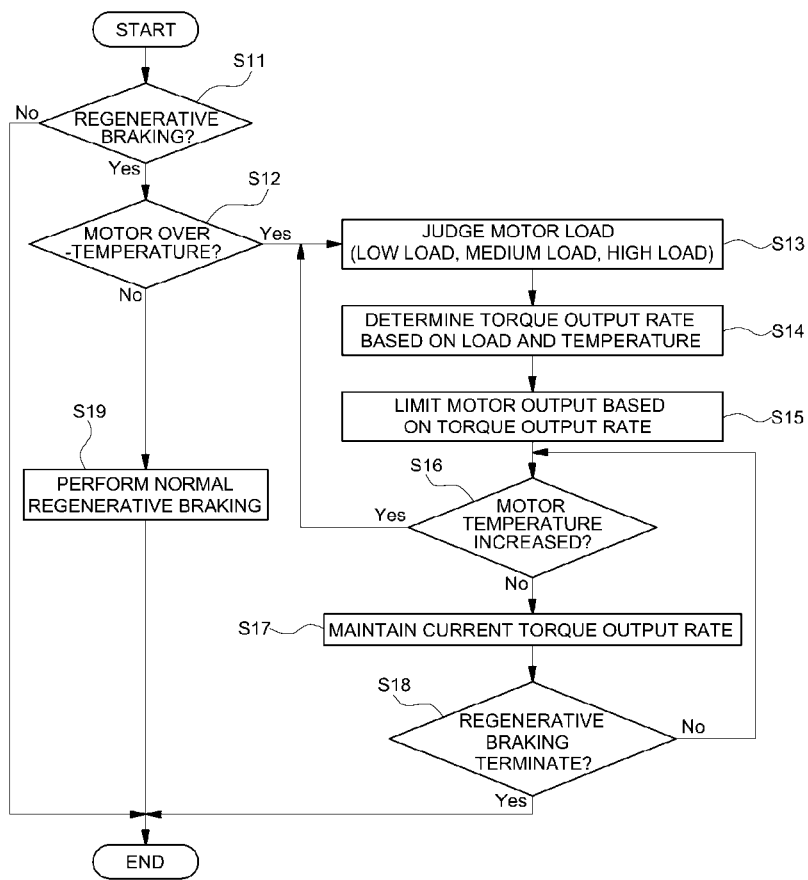 START
S11
No
REGENERATIVE
BRAKING?
Yes
S12
MOTOR OVER
-TEMPERATURE?
Yes
No
JUDGE MOTOR LOAD
(LOW LOAD, MEDIUM LOAD, HIGH LOAD)
S13
DETERMINE TORQUE OUTPUT RATE
BASED ON LOAD AND TEMPERATURE
S14
LIMIT MOTOR OUTPUT BASED
ON TORQUE OUTPUT RATE
S15
S19
PERFORM NORMAL
REGENERATIVE BRAKING
S16
Yes
MOTOR
TEMPERATURE
INCREASED?
No
S17
MAINTAIN CURRENT TORQUE OUTPUT RATE
S18
REGENERATIVE
BRAKING
TERMINATE?
No
Yes
END